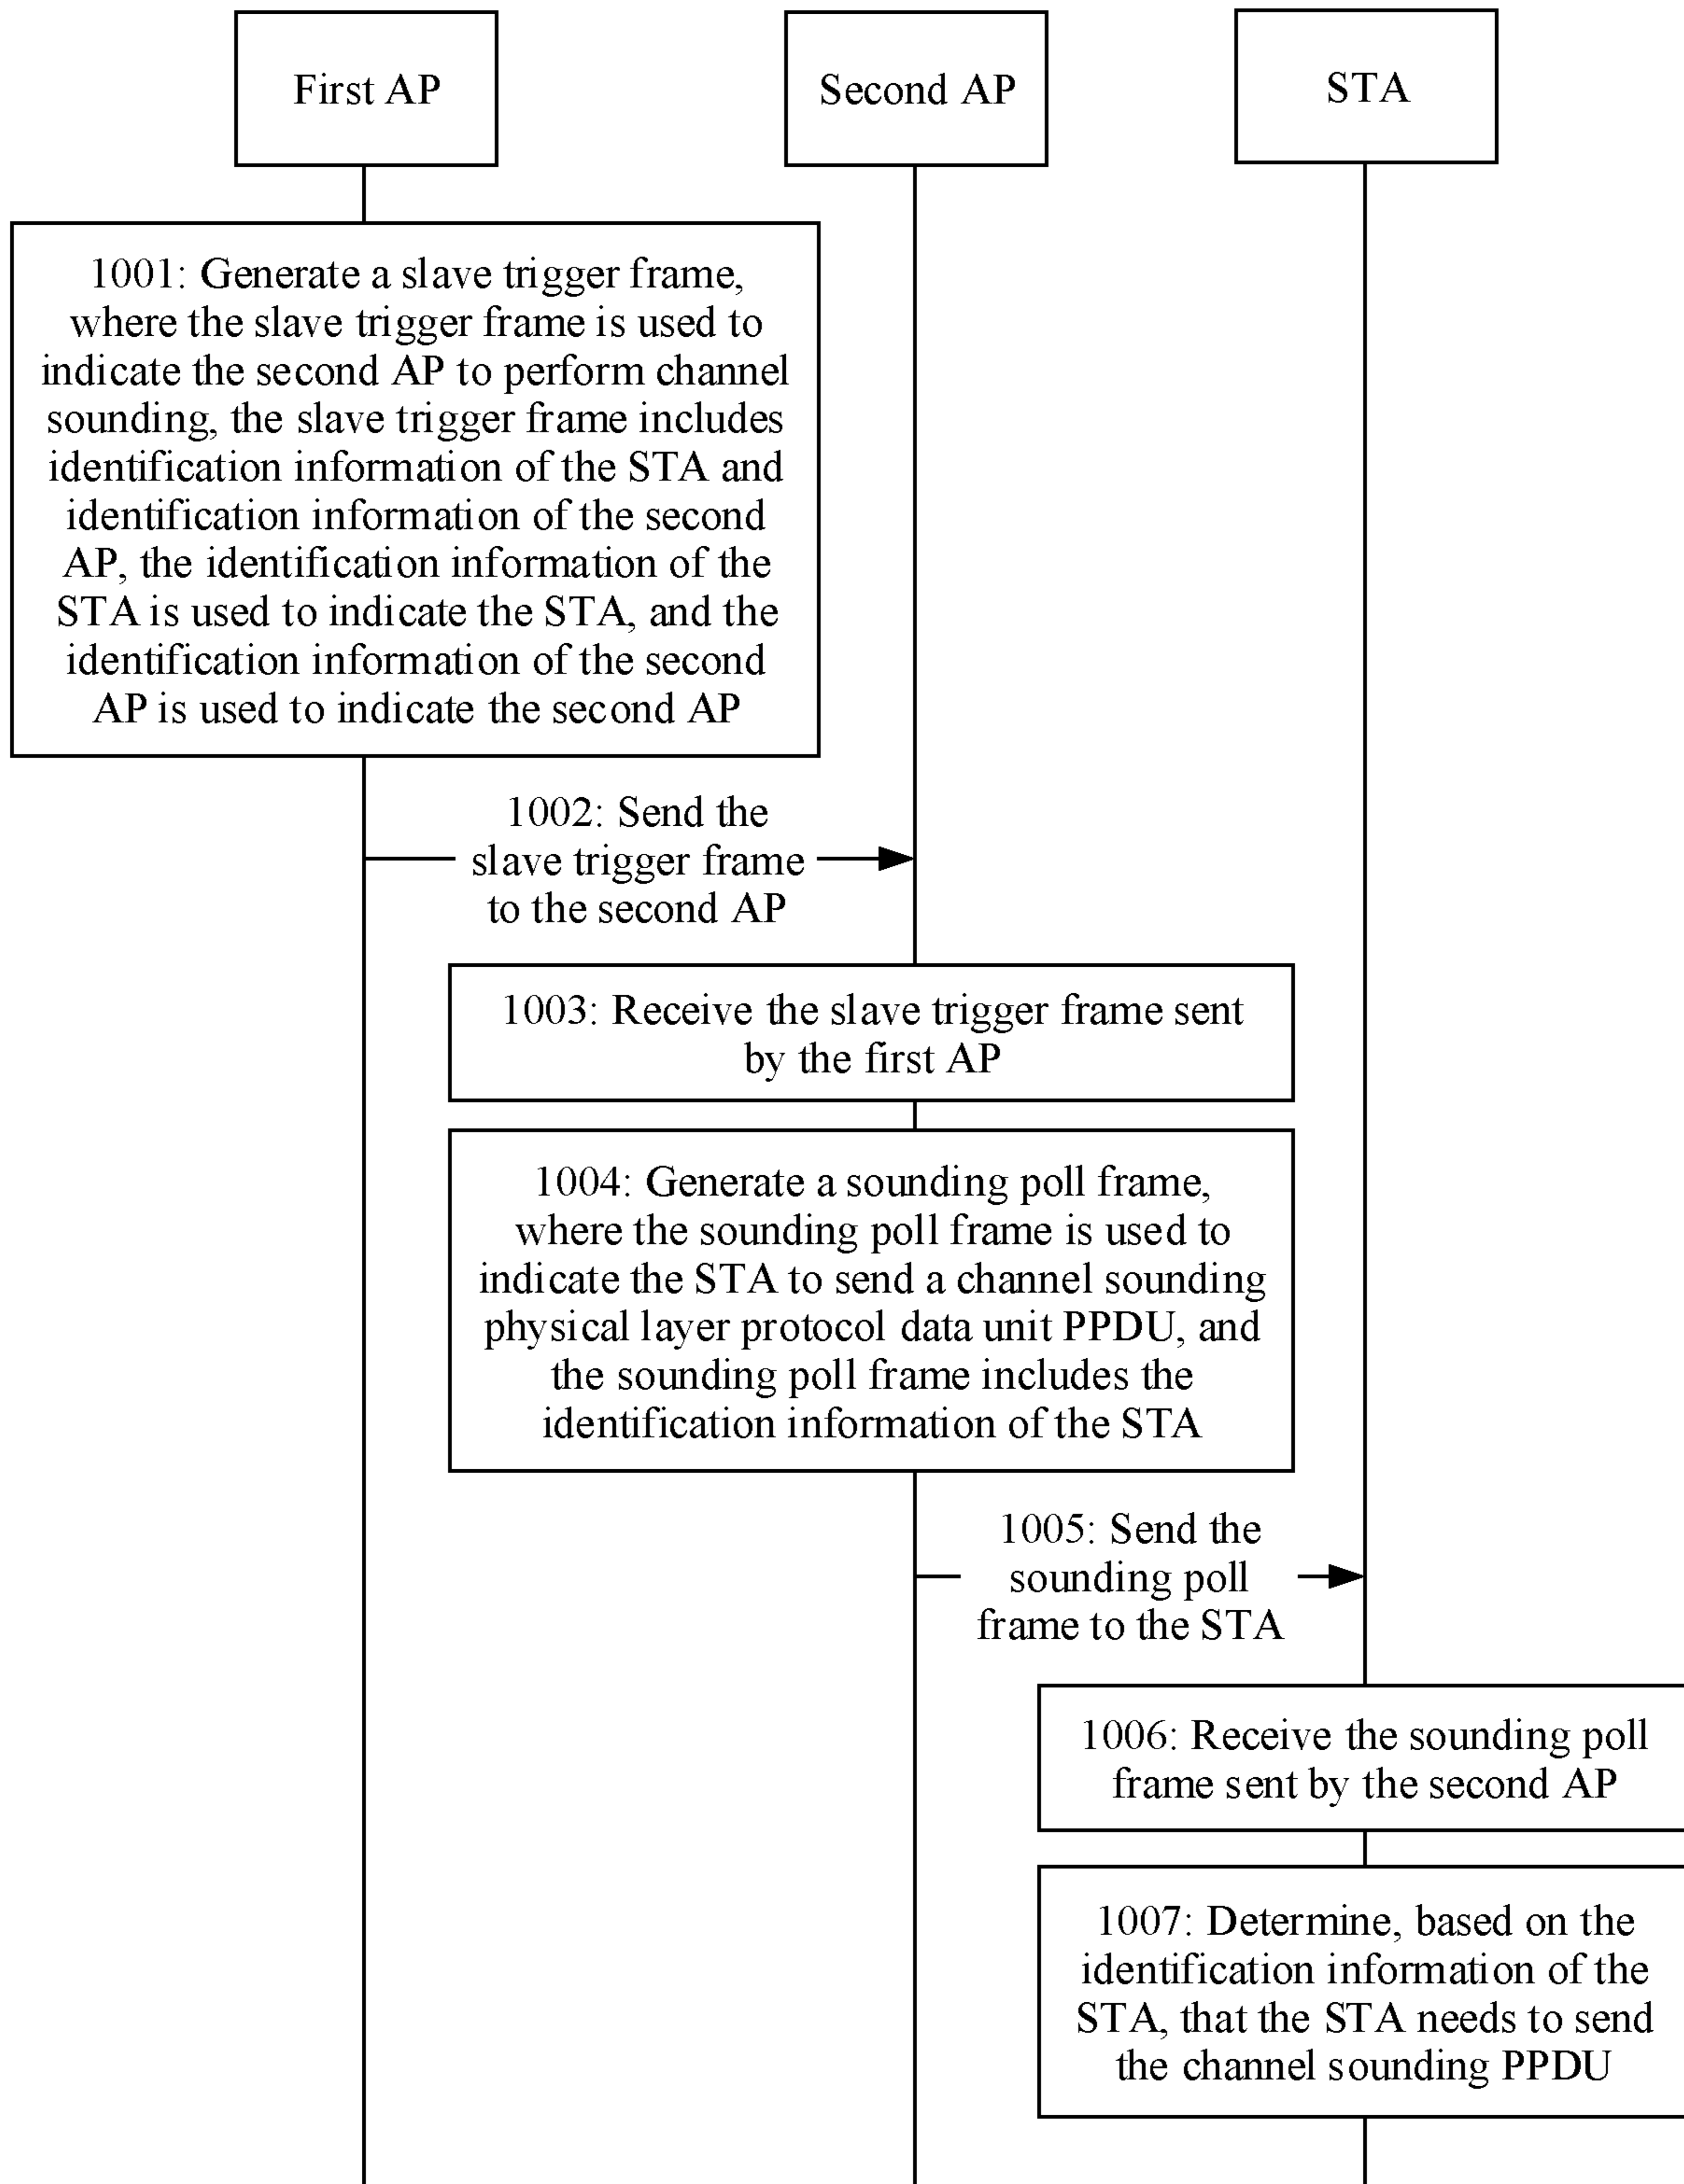 First AP
Second AP
STA
1001: Generate a slave trigger frame,
where the slave trigger frame is used to
indicate the second AP to perform channel
sounding, the slave trigger frame includes
identification information of the STA and
identification information of the second
AP, the identification information of the
STA is used to indicate the STA, and the
identification information of the second
AP is used to indicate the second AP
1002: Send the
slave trigger frame
to the second AP
1003: Receive the slave trigger frame sent
by the first AP
1004: Generate a sounding poll frame,
where the sounding poll frame is used to
indicate the STA to send a channel sounding
physical layer protocol data unit PPDU, and
the sounding poll frame includes the
identification information of the STA
1005: Send the
sounding poll
frame to the STA
1006: Receive the sounding poll
frame sent by the second AP
1007: Determine, based on the
identification information of the
STA, that the STA needs to send
the channel sounding PPDU